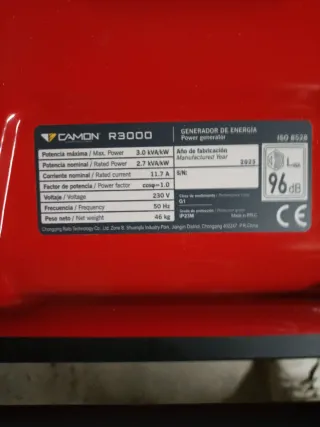 CAMON R3000
GENERADOR DE ENERGÍA
Power generator
ISO 8528
Potencia máxima / Max. Power 3.0 kVA/kW
Potencia nominal / Rated Power 2.7 kVA/kW
Corriente nominal / Rated current 11.7 A
Factor de potencia / Power factor cosφ=1.0
Voltaje / Voltage 230 V
Frecuencia / Frequency 50 Hz
Peso neto / Net weight 46 kg
Año de fabricación
Manufactured Year
2023
S/N:
G1
IP23M
Made in P.R.C
LWA
96 dB
CE